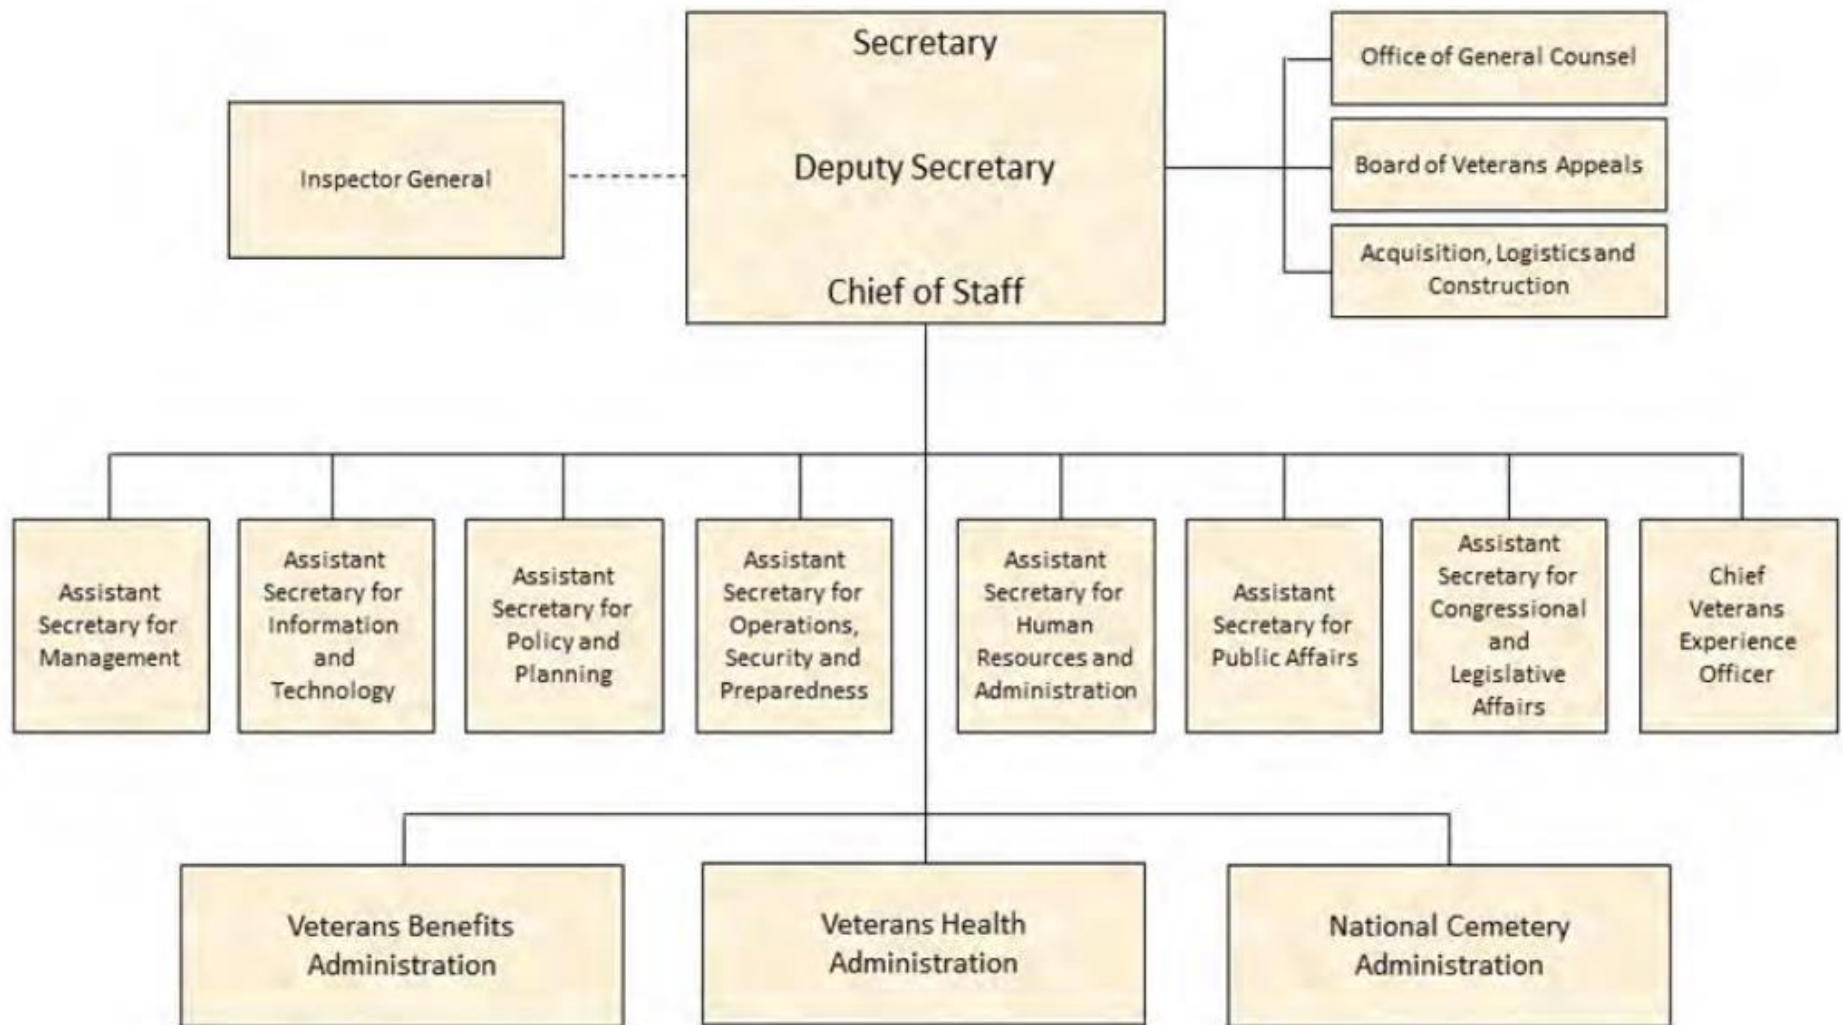 Secretary
Deputy Secretary
Chief of Staff
Inspector General
Office of General Counsel
Board of Veterans Appeals
Acquisition, Logistics and
Construction
Assistant
Secretary for
Management
Assistant
Secretary for
Information
and
Technology
Assistant
Secretary for
Policy and
Planning
Assistant
Secretary for
Operations,
Security and
Preparedness
Assistant
Secretary for
Human
Resources and
Administration
Assistant
Secretary for
Public Affairs
Assistant
Secretary for
Congressional
and
Legislative
Affairs
Chief
Veterans
Experience
Officer
Veterans Benefits
Administration
Veterans Health
Administration
National Cemetery
Administration